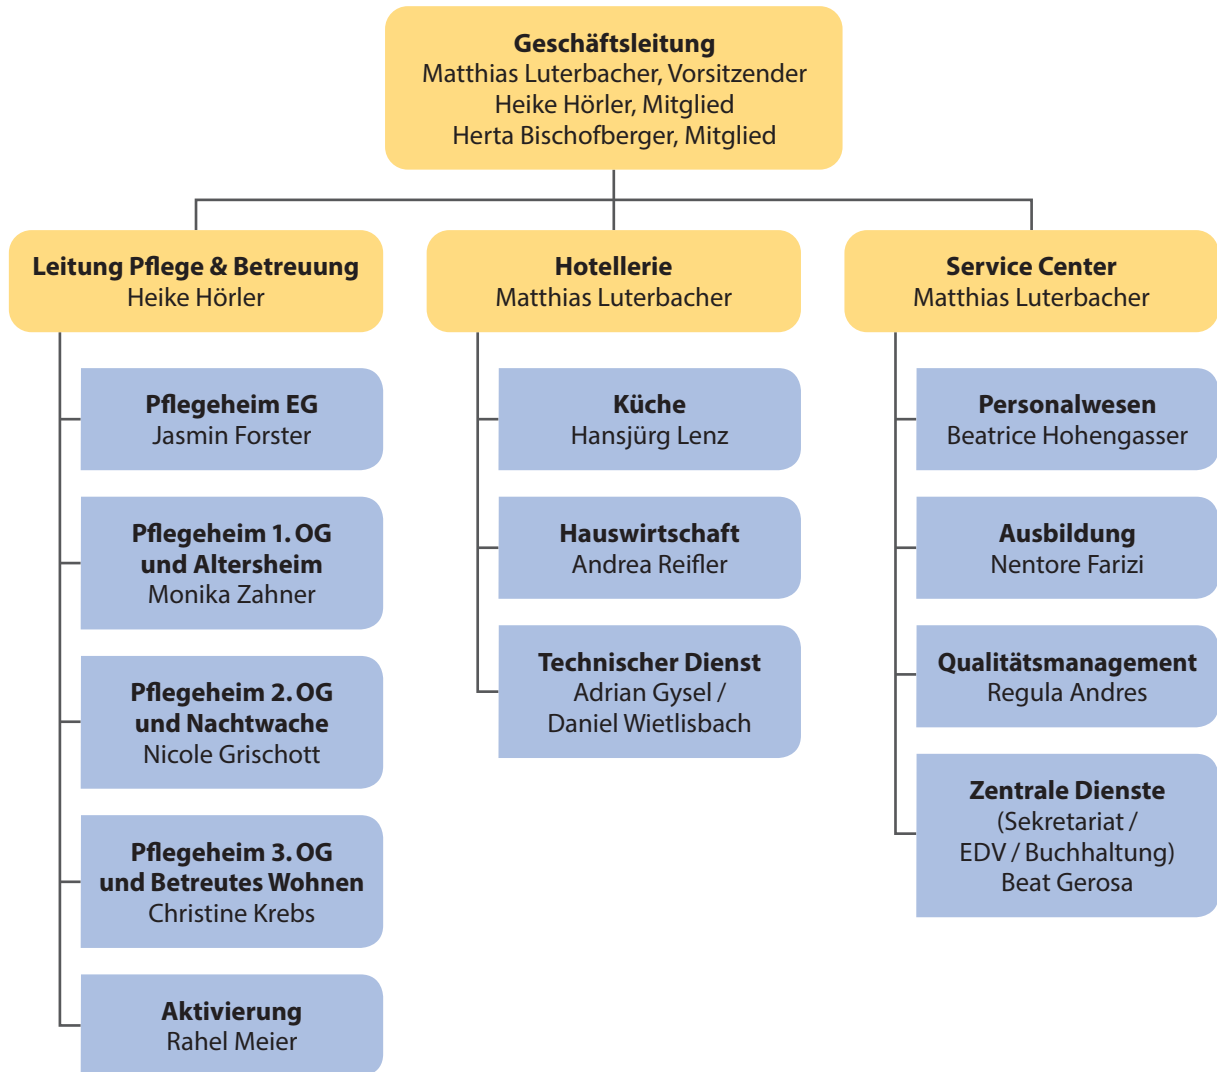 Geschäftsleitung
Matthias Luterbacher, Vorsitzender
Heike Hörler, Mitglied
Herta Bischofberger, Mitglied
Leitung Pflege & Betreuung
Heike Hörler
Pflegeheim EG
Jasmin Forster
Pflegeheim 1. OG
und Altersheim
Monika Zahner
Pflegeheim 2. OG
und Nachtwache
Nicole Grischott
Pflegeheim 3. OG
und Betreutes Wohnen
Christine Krebs
Aktivierung
Rahel Meier
Hotellerie
Matthias Luterbacher
Küche
Hansjürg Lenz
Hauswirtschaft
Andrea Reifler
Technischer Dienst
Adrian Gysel /
Daniel Wietlisbach
Service Center
Matthias Luterbacher
Personalwesen
Beatrice Hohengasser
Ausbildung
Nentore Farizi
Qualitätsmanagement
Regula Andres
Zentrale Dienste
(Sekretariat /
EDV / Buchhaltung)
Beat Gerosa